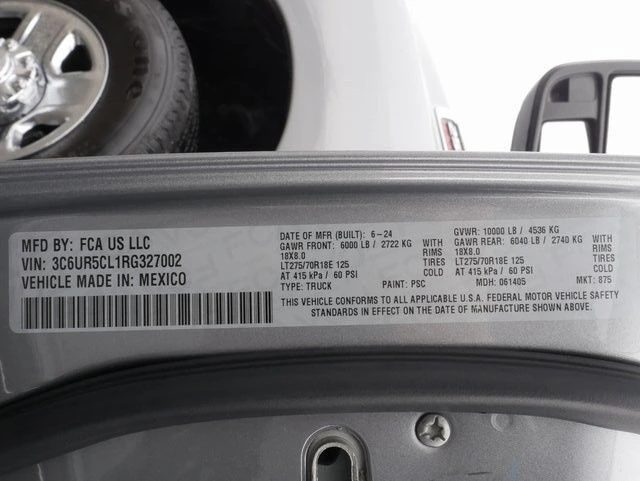 MFD BY: FCA US LLC
VIN: 3C6UR5CL1RG327002
VEHICLE MADE IN: MEXICO
DATE OF MFR (BUILT): 6-24
GAWR FRONT: 6000 LB / 2722 KG WITH
18X8.0 RIMS
LT275/70R18E 125 TIRES
AT 415 kPa / 60 PSI
TYPE: TRUCK PAINT: PSC
GVWR: 10000 LB / 4536 KG
GAWR REAR: 6040 LB / 2740 KG WITH
18X8.0 RIMS
LT275/70R18E 125 TIRES
AT 415 kPa / 60 PSI
MDH: 061405 MKT: 875
THIS VEHICLE CONFORMS TO ALL APPLICABLE U.S.A. FEDERAL MOTOR VEHICLE SAFETY
STANDARDS IN EFFECT ON THE DATE OF MANUFACTURE SHOWN ABOVE.